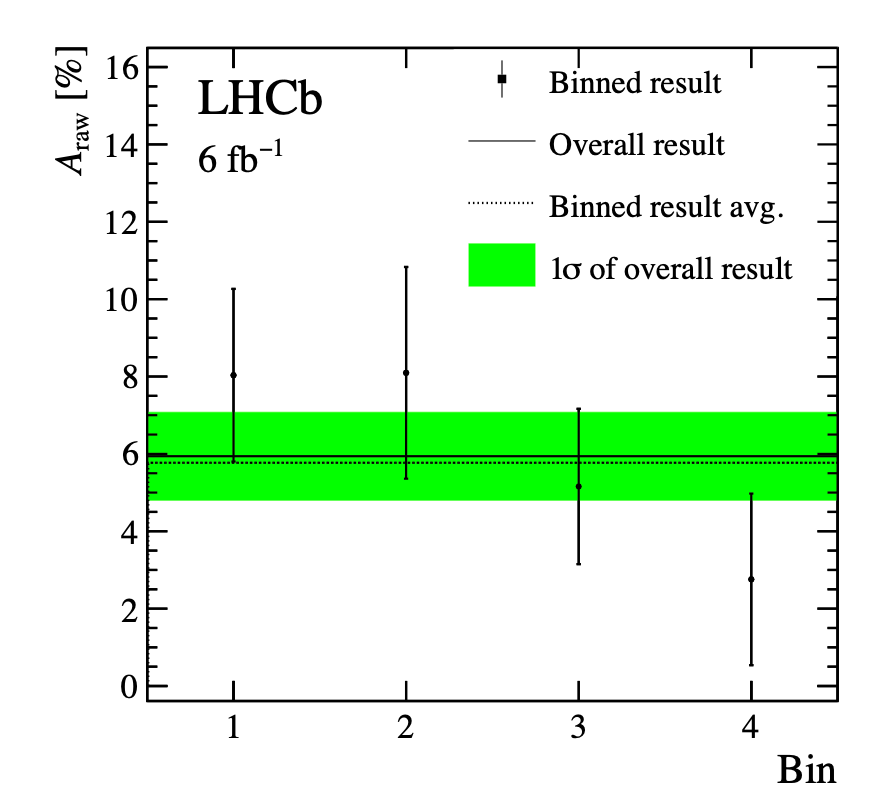 A_raw [%]
16
14
12
10
8
6
4
2
0
LHCb
6 fb⁻¹
Binned result
Overall result
Binned result avg.
1σ of overall result
1 2 3 4
Bin